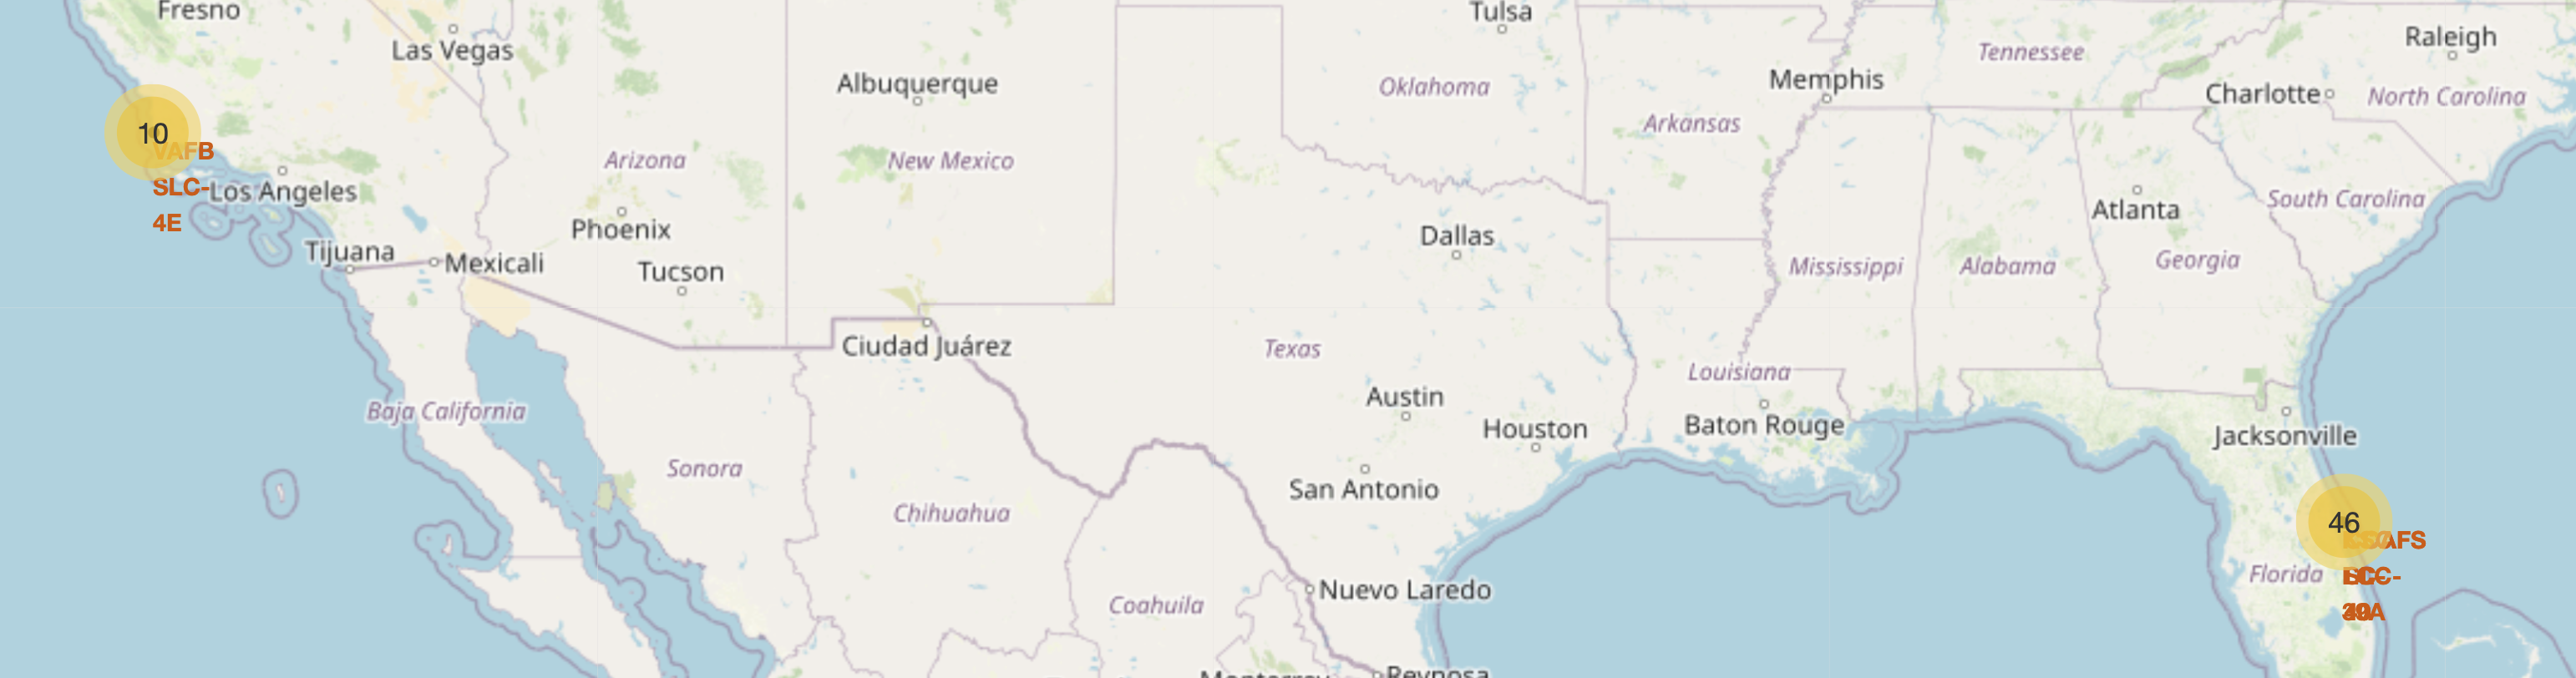 Fresno
Tulsa
Las Vegas
Raleigh
Tennessee
Albuquerque
Oklahoma
Memphis
Charlotte
North Carolina
10
Arkansas
VAFB
SLC-
4E
Los Angeles
Arizona
New Mexico
Phoenix
Atlanta
South Carolina
Tijuana
Mexicali
Tucson
Dallas
Mississippi
Alabama
Georgia
Ciudad Juárez
Texas
Louisiana
Baja California
Austin
Houston
Baton Rouge
Jacksonville
Sonora
San Antonio
Chihuahua
46
Florida
Nuevo Laredo
Coahuila
Monterrey
Reynosa